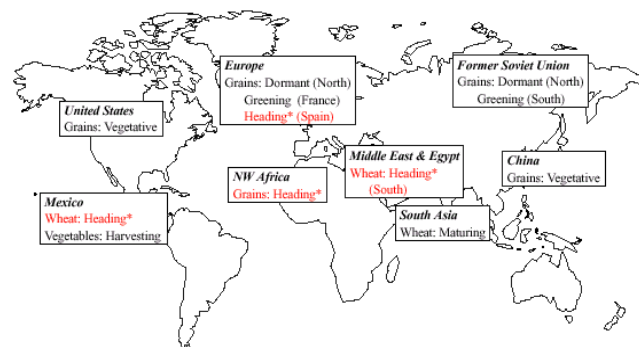 Europe
Grains: Dormant (North)
Greening (France)
Heading* (Spain)
Former Soviet Union
Grains: Dormant (North)
Greening (South)
United States
Grains: Vegetative
Middle East & Egypt
Wheat: Heading*
(South)
China
Grains: Vegetative
NW Africa
Grains: Heading*
Mexico
Wheat: Heading*
Vegetables: Harvesting
South Asia
Wheat: Maturing